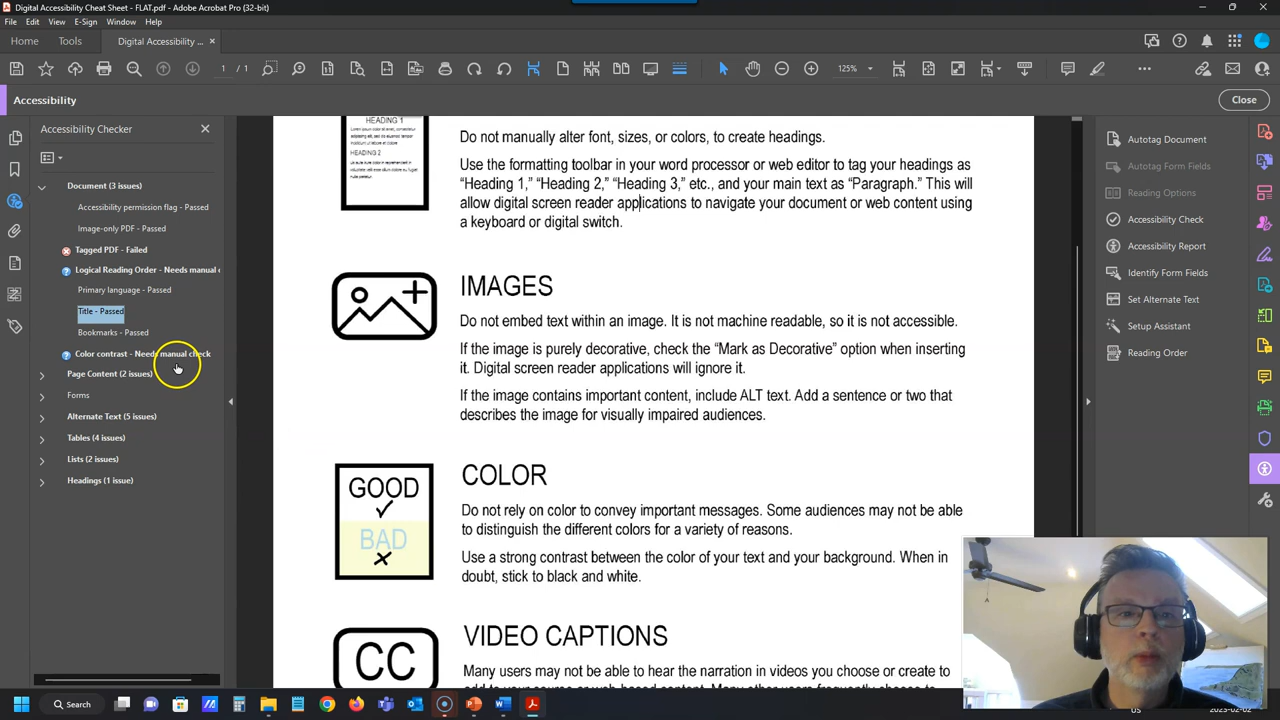 Digital Accessibility Cheat Sheet - FLAT.pdf - Adobe Acrobat Pro (32-bit)
File Edit View E-Sign Window Help
Home Tools Digital Accessibility ... ×
1 / 1 125%
Accessibility Close
Accessibility Checker
Document (3 issues)
Accessibility permission flag - Passed
Image-only PDF - Passed
Tagged PDF - Failed
Logical Reading Order - Needs manual c
Primary language - Passed
Title - Passed
Bookmarks - Passed
Color contrast - Needs manual check
Page Content (2 issues)
Forms
Alternate Text (5 issues)
Tables (4 issues)
Lists (2 issues)
Headings (1 issue)
HEADING 1
HEADING 2
Do not manually alter font, sizes, or colors, to create headings.
Use the formatting toolbar in your word processor or web editor to tag your headings as
“Heading 1,” “Heading 2,” “Heading 3,” etc., and your main text as “Paragraph.” This will
allow digital screen reader applications to navigate your document or web content using
a keyboard or digital switch.
IMAGES
Do not embed text within an image. It is not machine readable, so it is not accessible.
If the image is purely decorative, check the “Mark as Decorative” option when inserting
it. Digital screen reader applications will ignore it.
If the image contains important content, include ALT text. Add a sentence or two that
describes the image for visually impaired audiences.
GOOD
BAD
COLOR
Do not rely on color to convey important messages. Some audiences may not be able
to distinguish the different colors for a variety of reasons.
Use a strong contrast between the color of your text and your background. When in
doubt, stick to black and white.
CC
VIDEO CAPTIONS
Many users may not be able to hear the narration in videos you choose or create to
Autotag Document
Autotag Form Fields
Reading Options
Accessibility Check
Accessibility Report
Identify Form Fields
Set Alternate Text
Setup Assistant
Reading Order
Search
US
2023-02-02